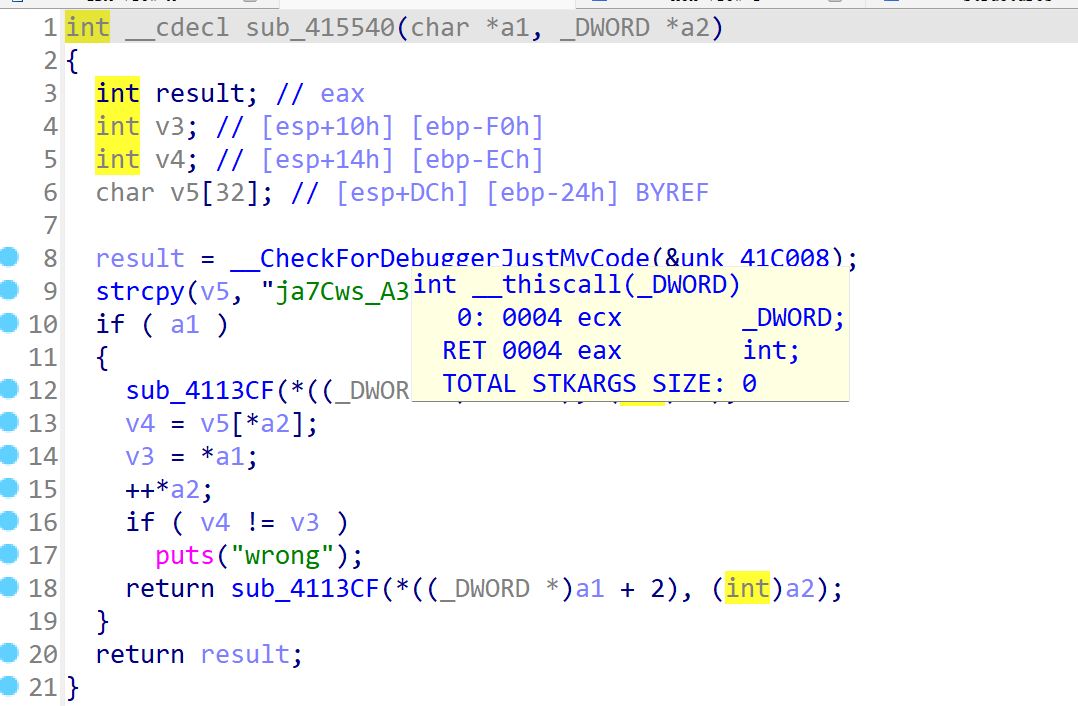 1 int __cdecl sub_415540(char *a1, _DWORD *a2)
2 {
3 int result; // eax
4 int v3; // [esp+10h] [ebp-F0h]
5 int v4; // [esp+14h] [ebp-ECh]
6 char v5[32]; // [esp+DCh] [ebp-24h] BYREF
7
8 result = __CheckForDebuggerJustMyCode(&unk_41C008);
9 strcpy(v5, "ja7Cws_A3
int __thiscall(_DWORD)
10 if ( a1 )
0: 0004 ecx _DWORD;
11 {
RET 0004 eax int;
12 sub_4113CF(*((_DWOR
TOTAL STKARGS SIZE: 0
13 v4 = v5[*a2];
14 v3 = *a1;
15 ++*a2;
16 if ( v4 != v3 )
17 puts("wrong");
18 return sub_4113CF(*((_DWORD *)a1 + 2), (int)a2);
19 }
20 return result;
21 }